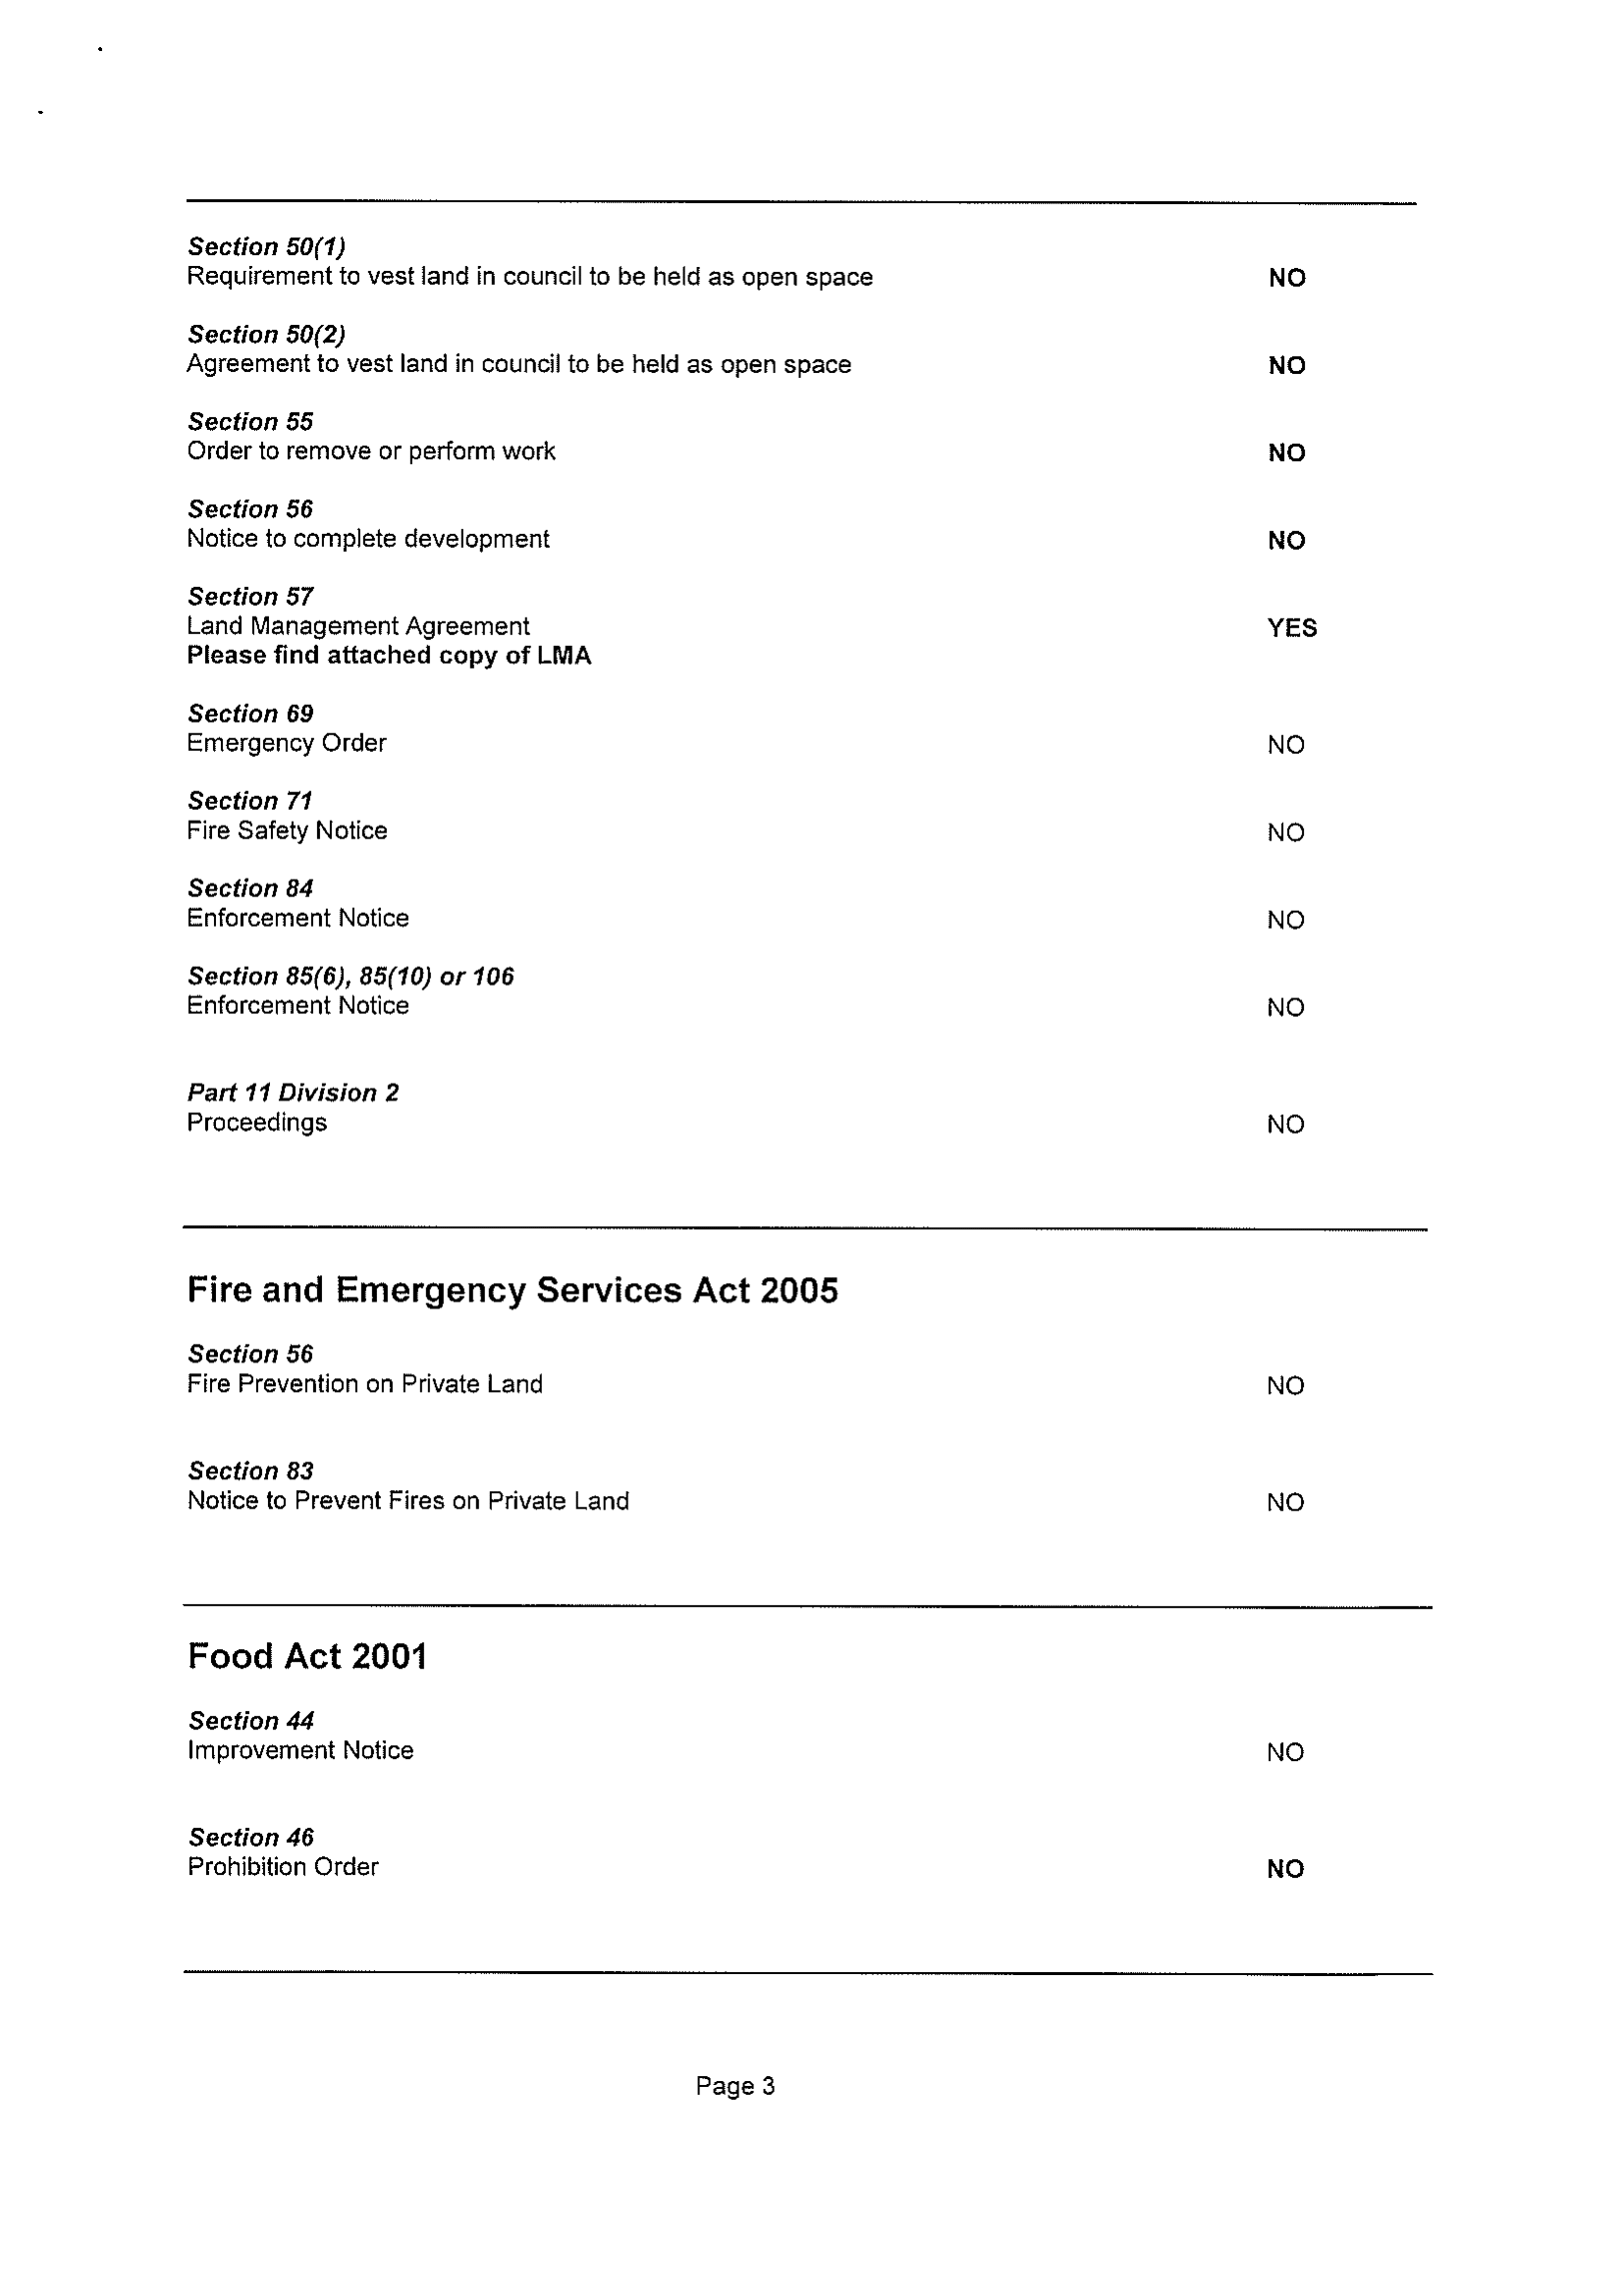 Section 50(1)
Requirement to vest land in council to be held as open space NO
Section 50(2)
Agreement to vest land in council to be held as open space NO
Section 55
Order to remove or perform work NO
Section 56
Notice to complete development NO
Section 57
Land Management Agreement YES
Please find attached copy of LMA
Section 69
Emergency Order NO
Section 71
Fire Safety Notice NO
Section 84
Enforcement Notice NO
Section 85(6), 85(10) or 106
Enforcement Notice NO
Part 11 Division 2
Proceedings NO
Fire and Emergency Services Act 2005
Section 56
Fire Prevention on Private Land NO
Section 83
Notice to Prevent Fires on Private Land NO
Food Act 2001
Section 44
Improvement Notice NO
Section 46
Prohibition Order NO
Page 3